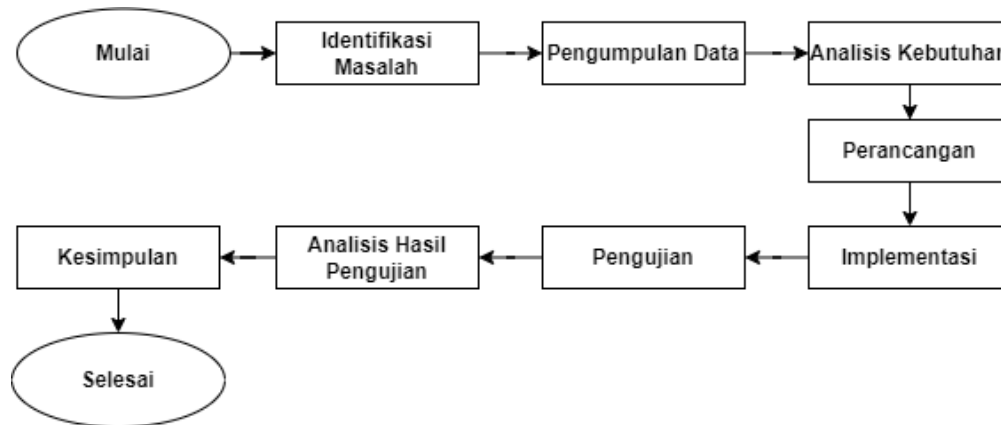 Mulai
Identifikasi
Masalah
Pengumpulan Data
Analisis Kebutuhan
Perancangan
Implementasi
Pengujian
Analisis Hasil
Pengujian
Kesimpulan
Selesai